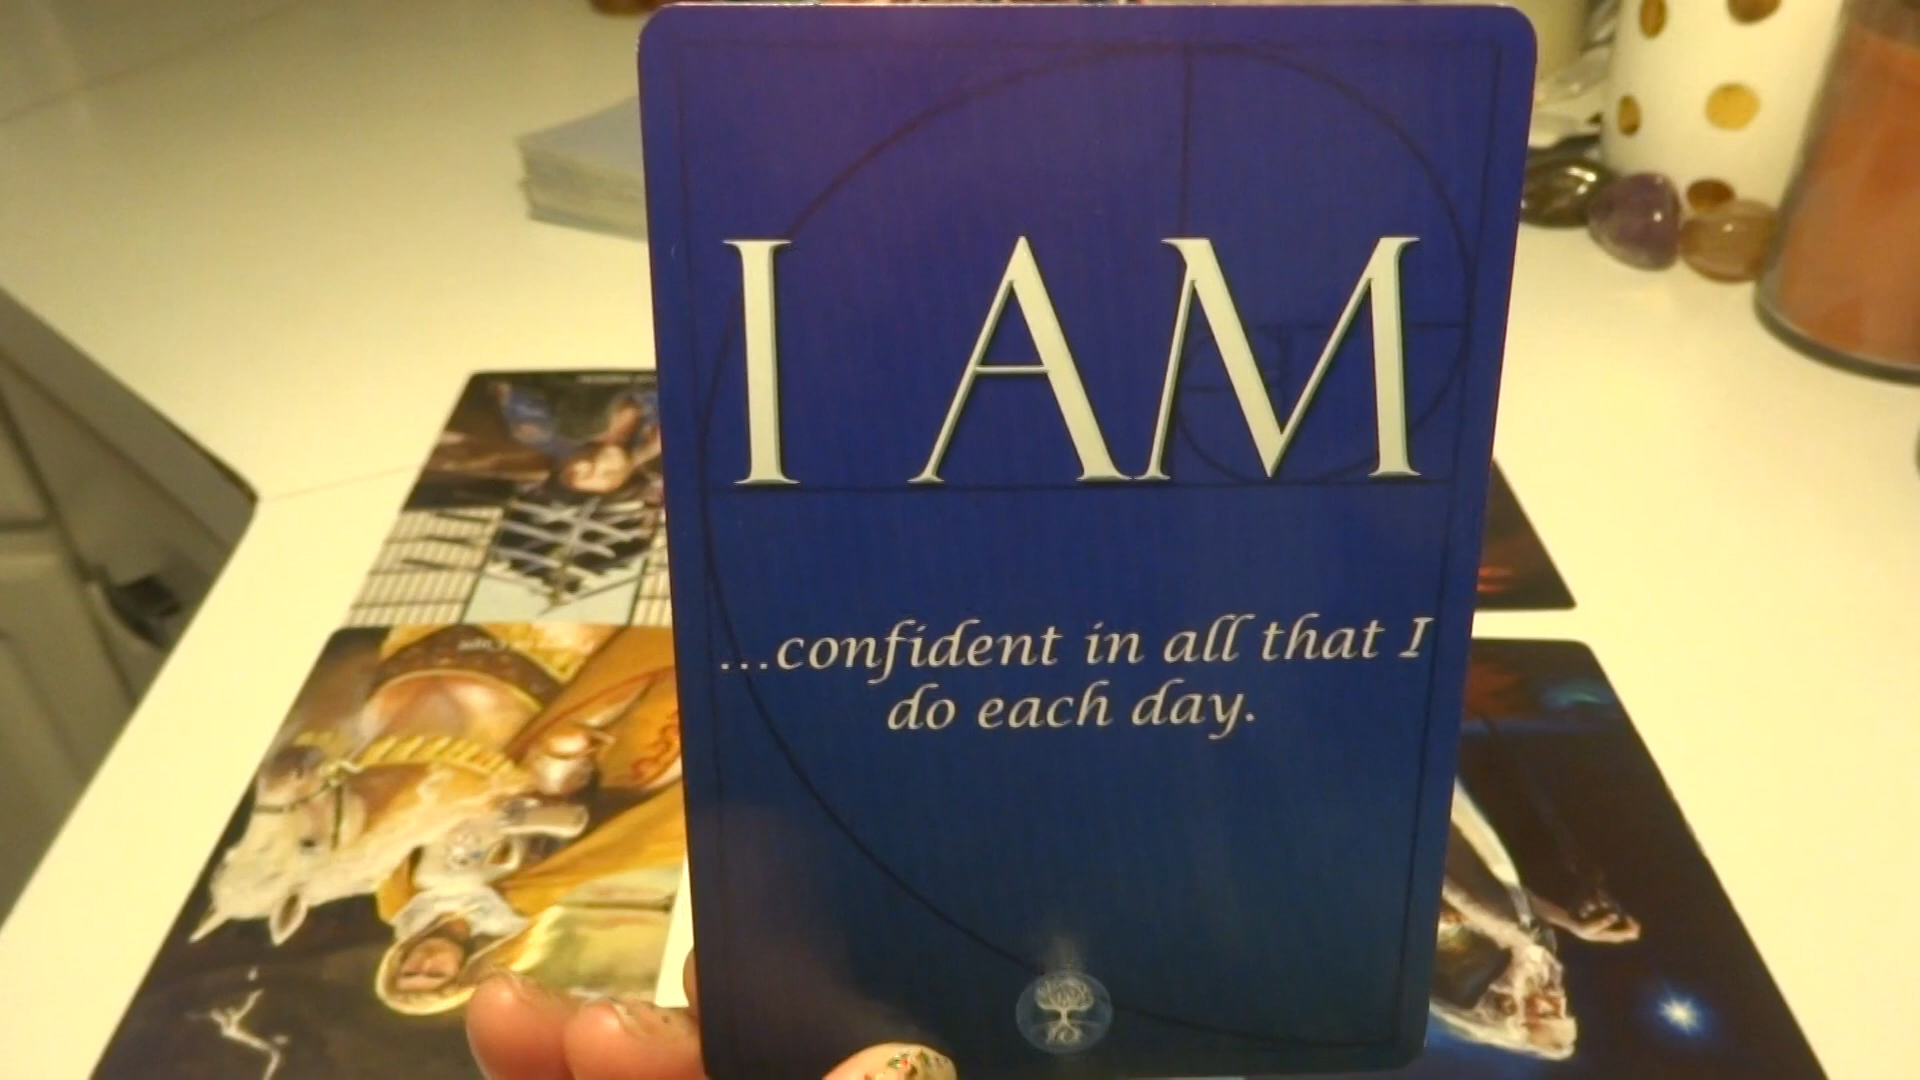 I AM
...confident in all that I
do each day.